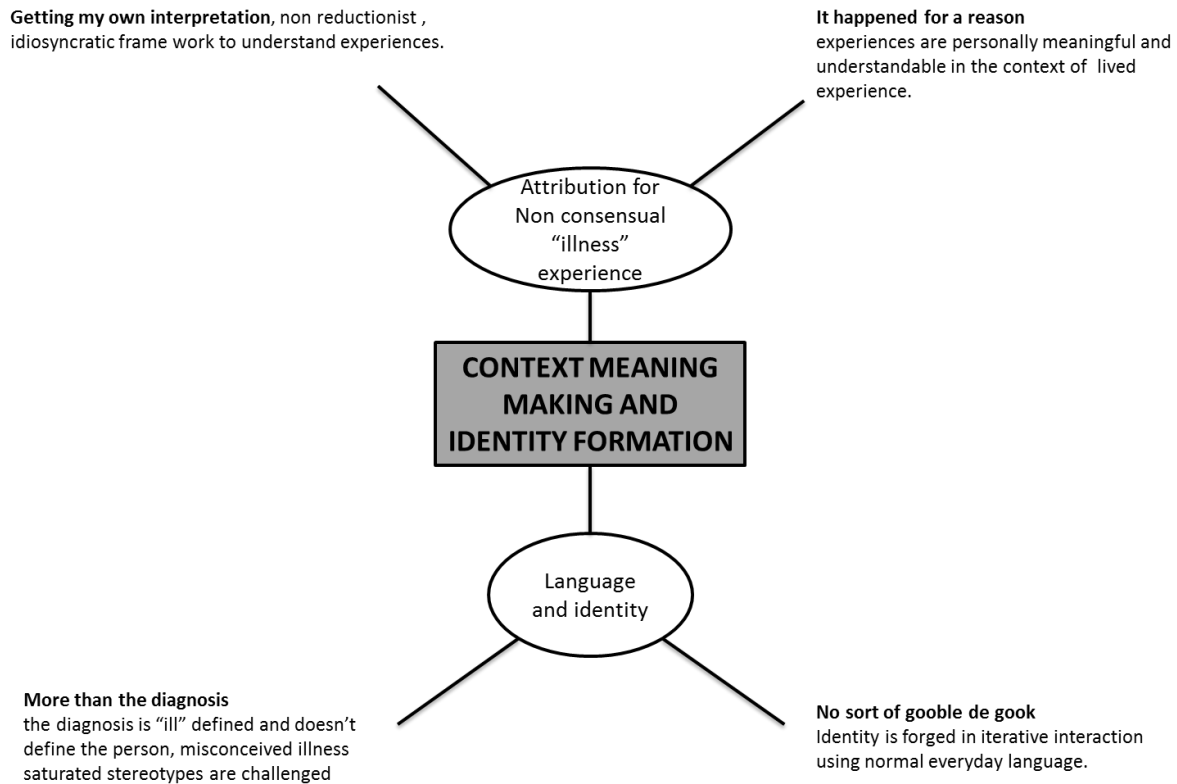 Getting my own interpretation, non reductionist ,
idiosyncratic frame work to understand experiences.
It happened for a reason
experiences are personally meaningful and
understandable in the context of lived
experience.
Attribution for
Non consensual
“illness”
experience
CONTEXT MEANING
MAKING AND
IDENTITY FORMATION
Language
and identity
More than the diagnosis
the diagnosis is “ill” defined and doesn’t
define the person, misconceived illness
saturated stereotypes are challenged
No sort of gooble de gook
Identity is forged in iterative interaction
using normal everyday language.